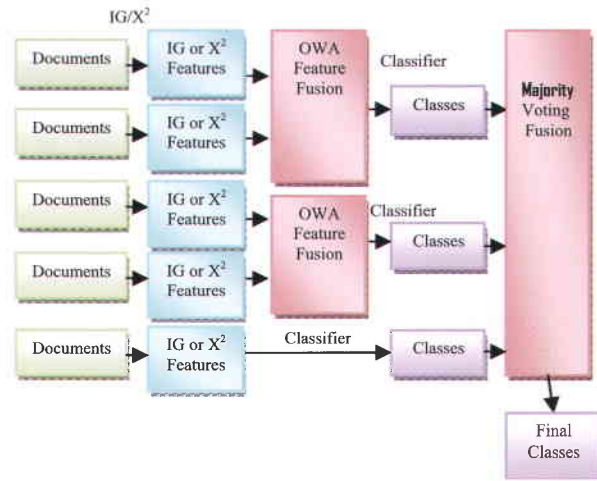 IG/X²
Documents
IG or X²
Features
OWA
Feature
Fusion
Classifier
Classes
Majority
Voting
Fusion
Documents
IG or X²
Features
Documents
IG or X²
Features
OWA
Feature
Fusion
Classifier
Classes
Documents
IG or X²
Features
Documents
IG or X²
Features
Classifier
Classes
Final
Classes